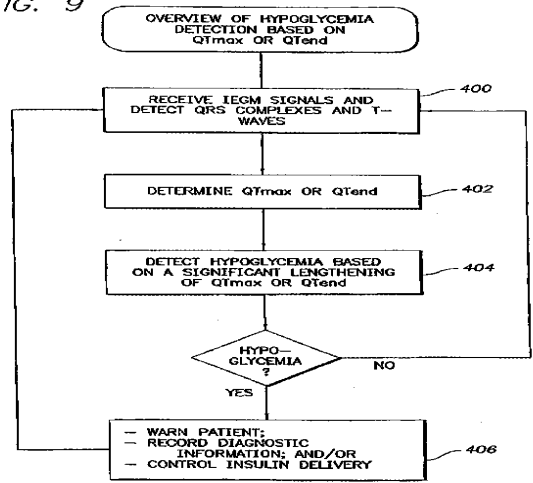 FIG. 9
OVERVIEW OF HYPOGLYCEMIA
DETECTION BASED ON
QTmax OR QTend
400
RECEIVE IEGM SIGNALS AND
DETECT QRS COMPLEXES AND T-
WAVES
DETERMINE QTmax OR QTend
402
DETECT HYPOGLYCEMIA BASED
ON A SIGNIFICANT LENGTHENING
OF QTmax OR QTend
404
HYPO-
GLYCEMIA
?
NO
YES
- WARN PATIENT;
- RECORD DIAGNOSTIC
INFORMATION; AND/OR
- CONTROL INSULIN DELIVERY
406